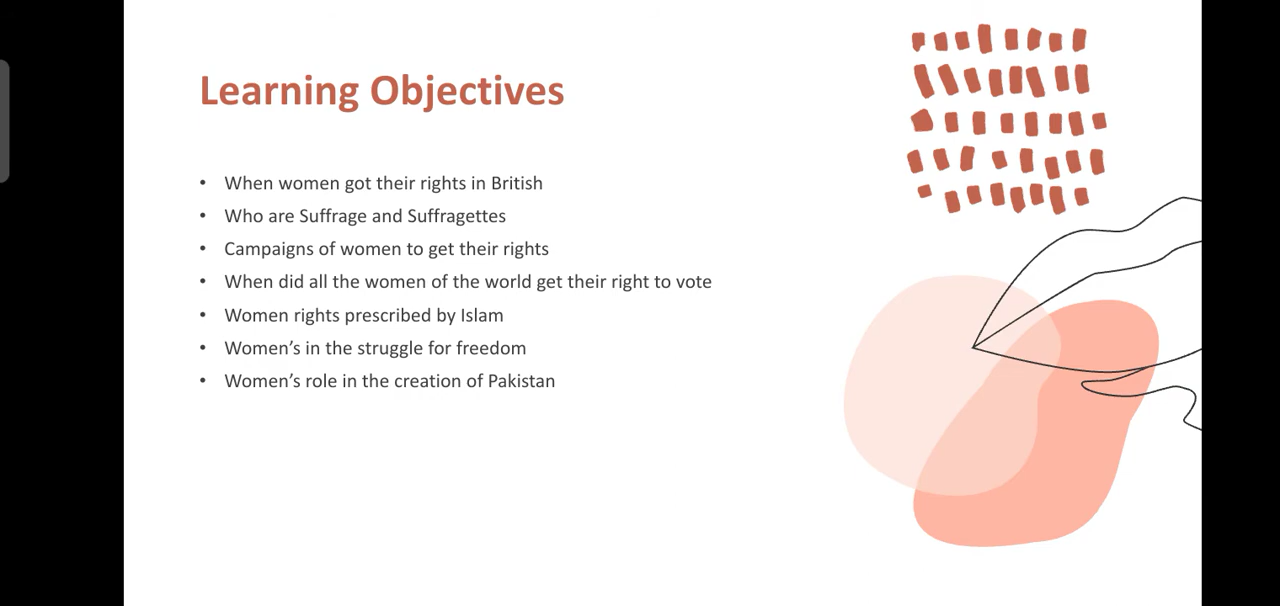 Learning Objectives
• When women got their rights in British
• Who are Suffrage and Suffragettes
• Campaigns of women to get their rights
• When did all the women of the world get their right to vote
• Women rights prescribed by Islam
• Women’s in the struggle for freedom
• Women’s role in the creation of Pakistan